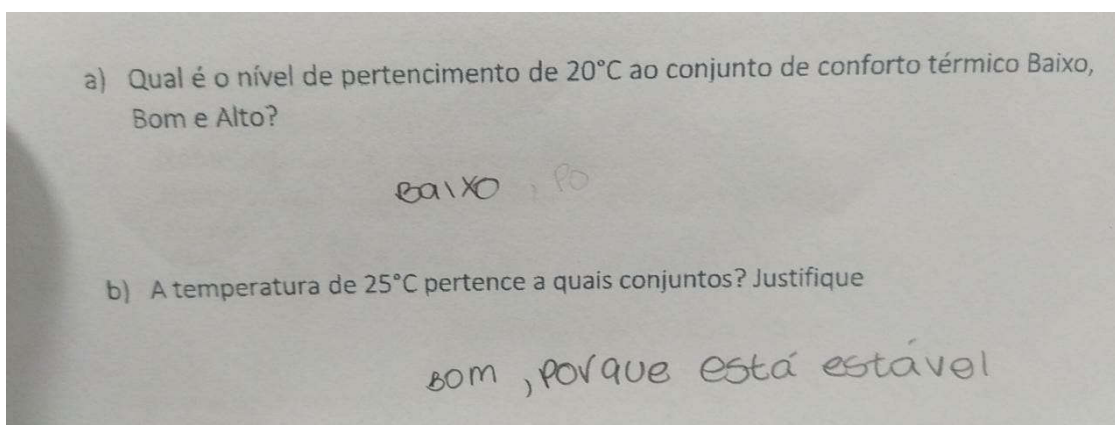 a) Qual é o nível de pertencimento de 20°C ao conjunto de conforto térmico Baixo,
Bom e Alto?
Baixo , Po
b) A temperatura de 25°C pertence a quais conjuntos? Justifique
Bom , porque está estável